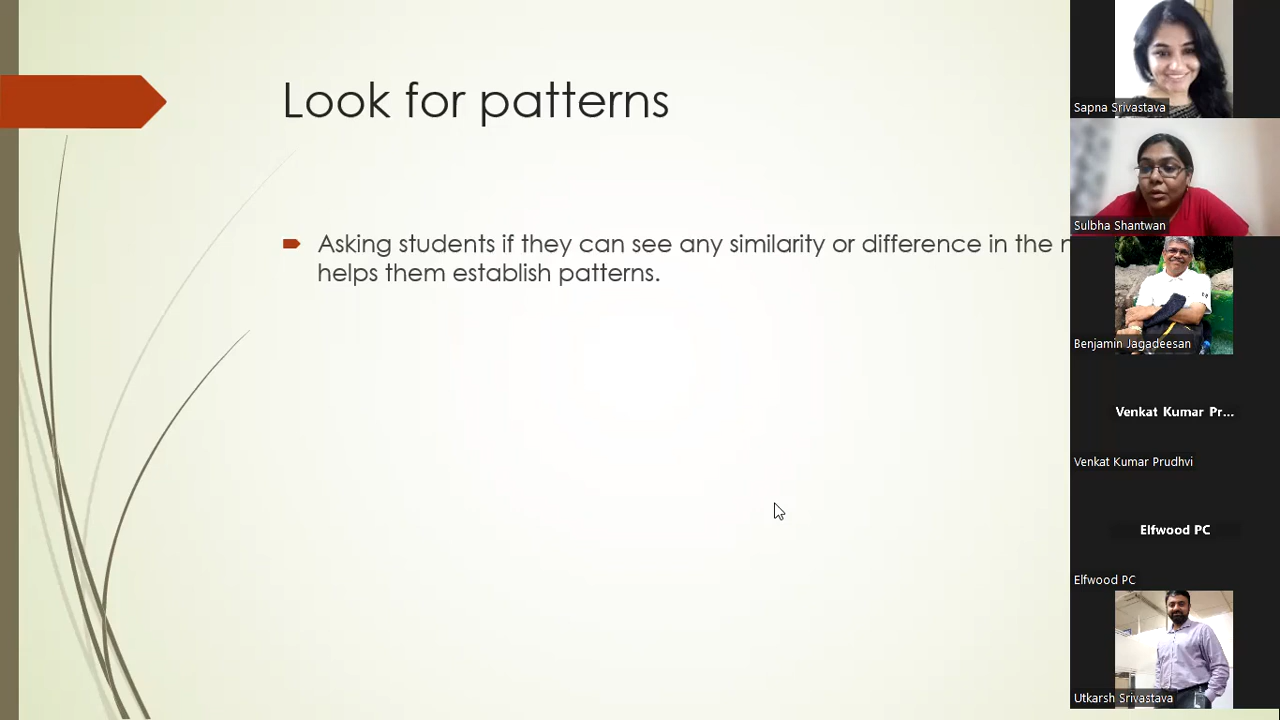 Look for patterns
Asking students if they can see any similarity or difference in the
helps them establish patterns.
Sapna Srivastava
Sulbha Shantwan
Benjamin Jagadeesan
Venkat Kumar Pr...
Venkat Kumar Prudhvi
Elfwood PC
Elfwood PC
Utkarsh Srivastava